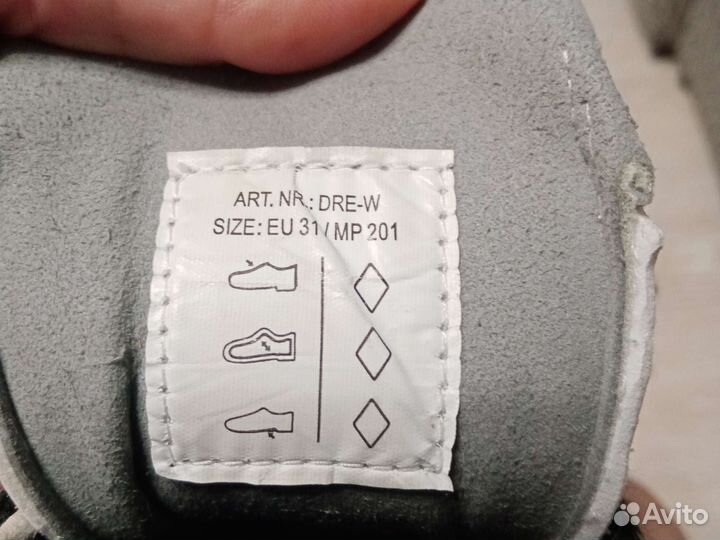 ART. NR.: DRE-W
SIZE: EU 31 / MP 201
Avito